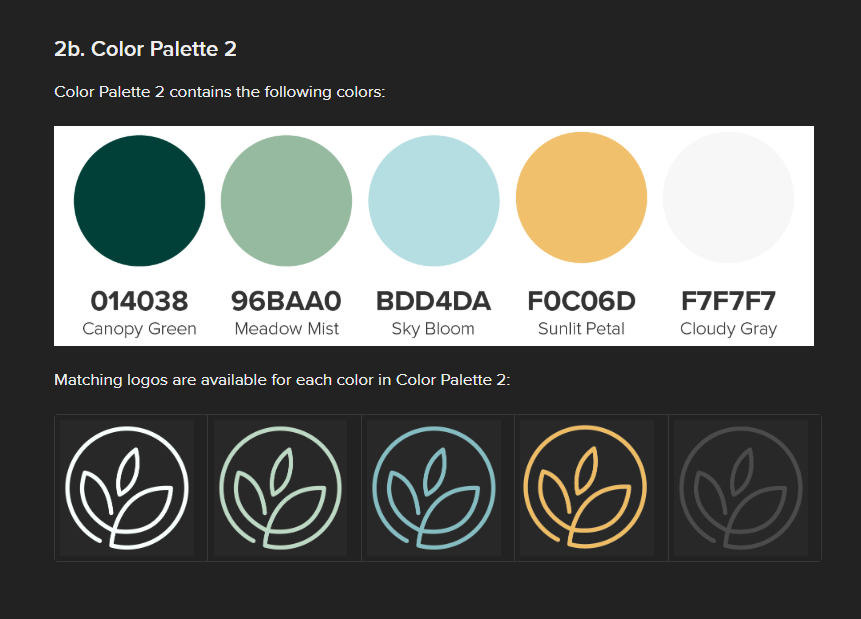 2b. Color Palette 2
Color Palette 2 contains the following colors:
014038 96BAA0 BDD4DA F0C06D F7F7F7
Canopy Green Meadow Mist Sky Bloom Sunlit Petal Cloudy Gray
Matching logos are available for each color in Color Palette 2: